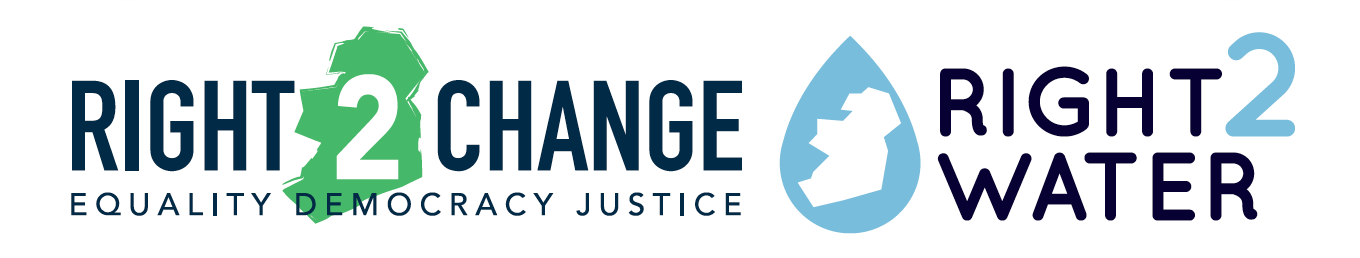 RIGHT 2 CHANGE
EQUALITY DEMOCRACY JUSTICE
RIGHT2
WATER